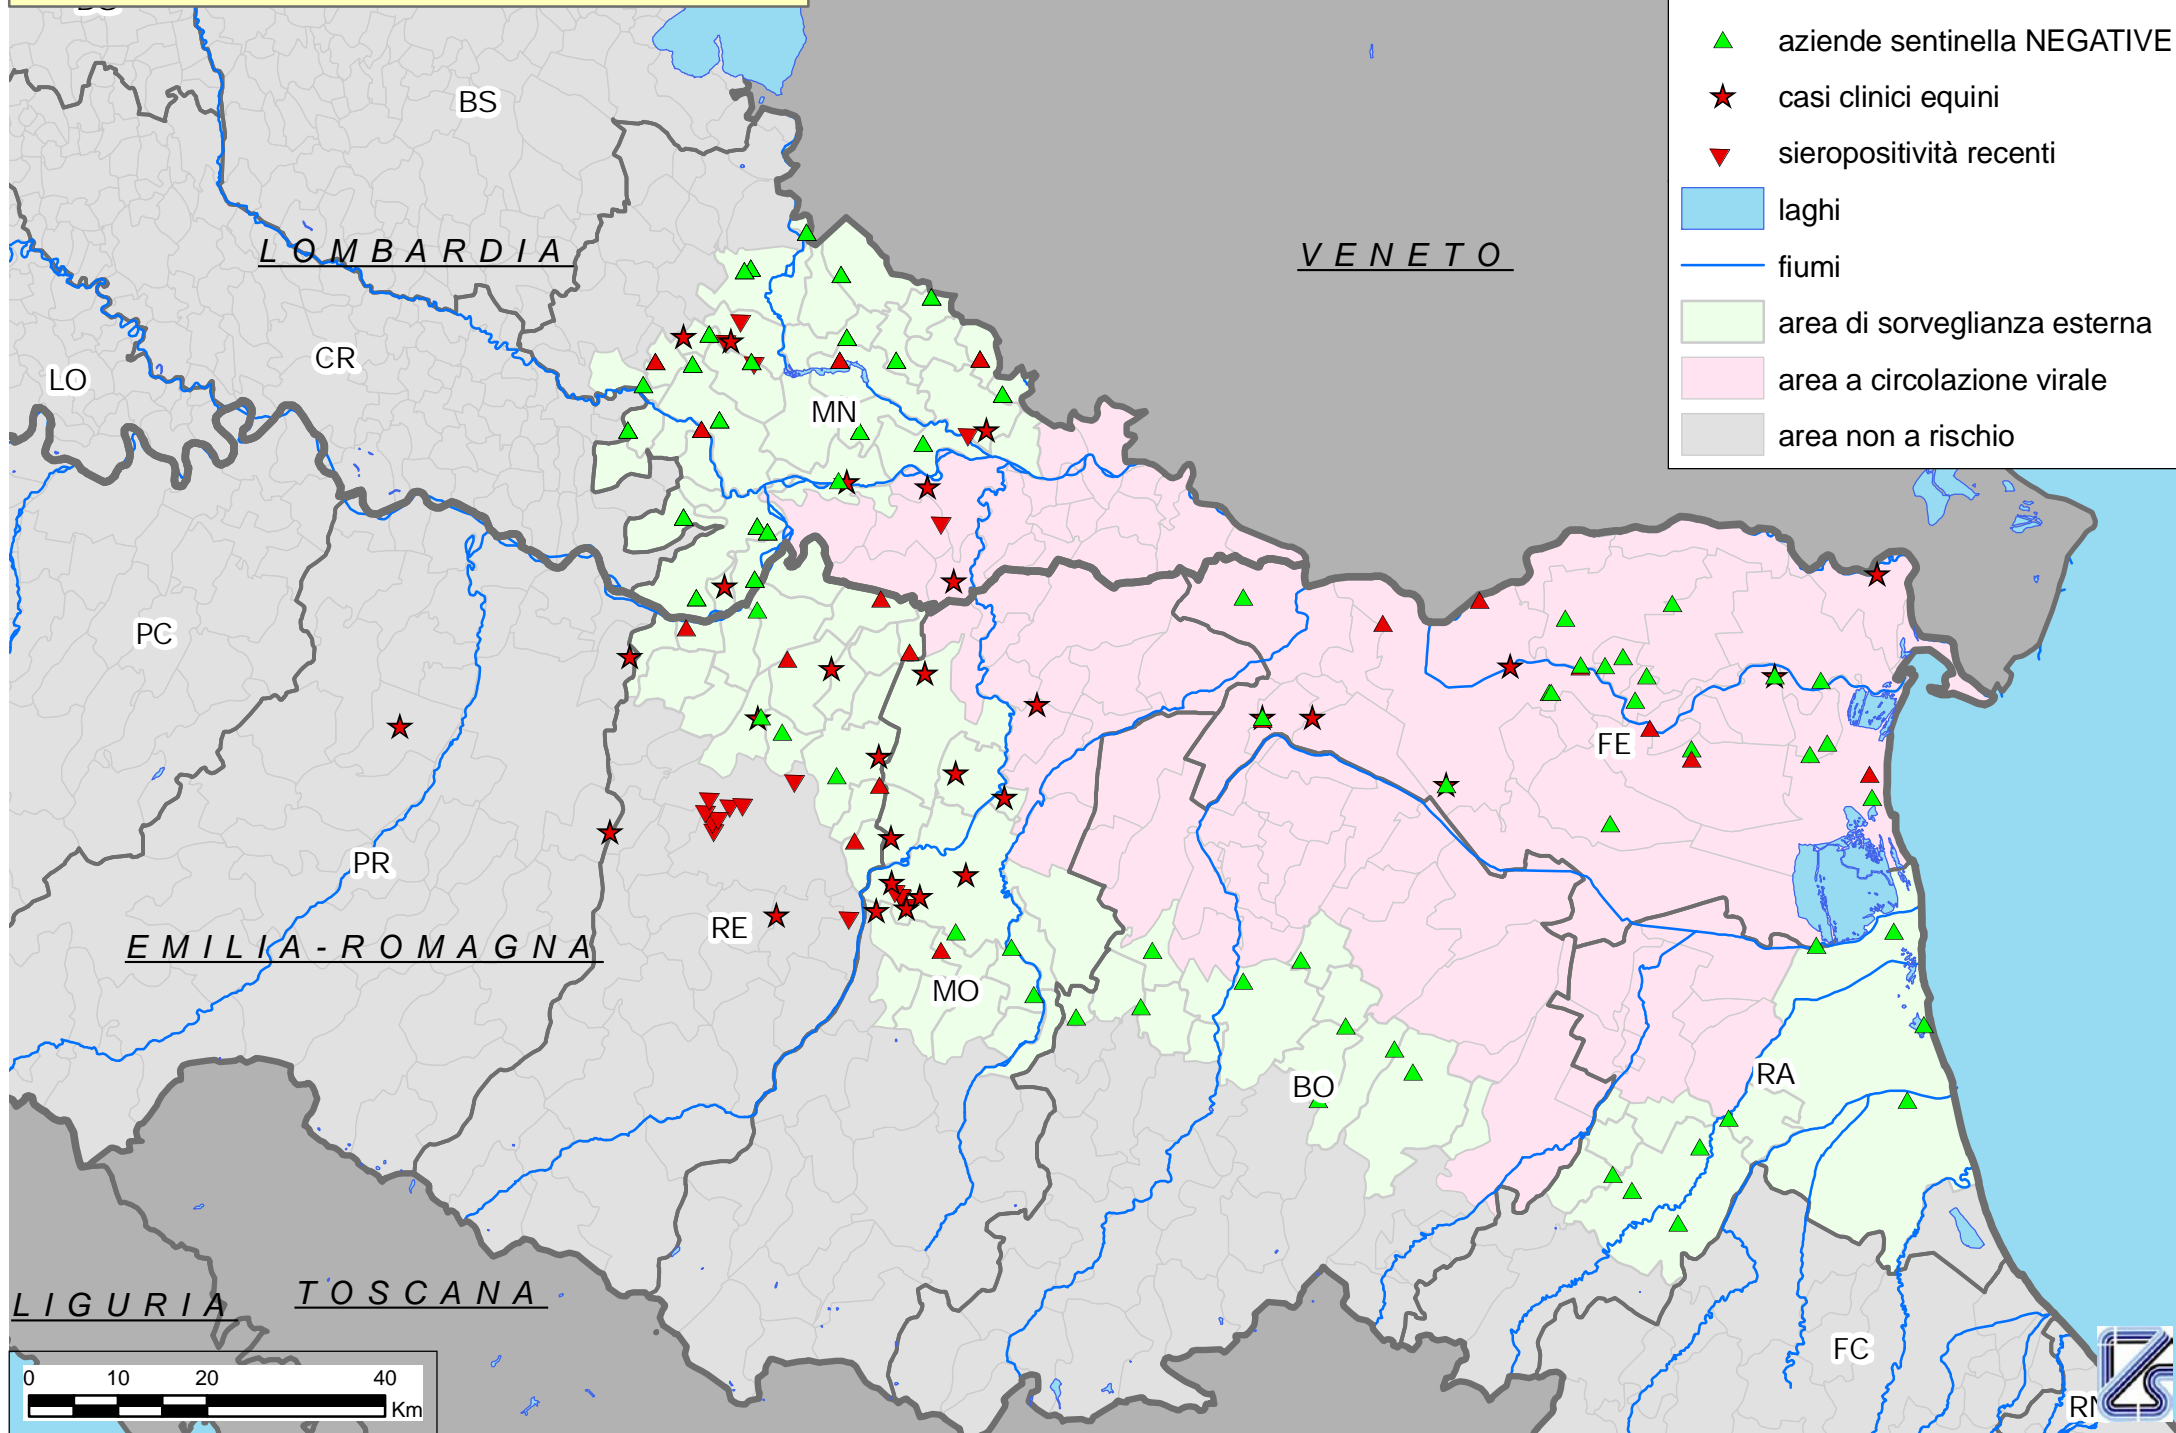 aziende sentinella NEGATIVE
casi clinici equini
sieropositività recenti
laghi
fiumi
area di sorveglianza esterna
area a circolazione virale
area non a rischio
BS
LOMBARDIA
VENETO
CR
LO
MN
PC
FE
PR
RE
EMILIA-ROMAGNA
MO
BO
RA
TOSCANA
LIGURIA
FC
0 10 20 40
Km